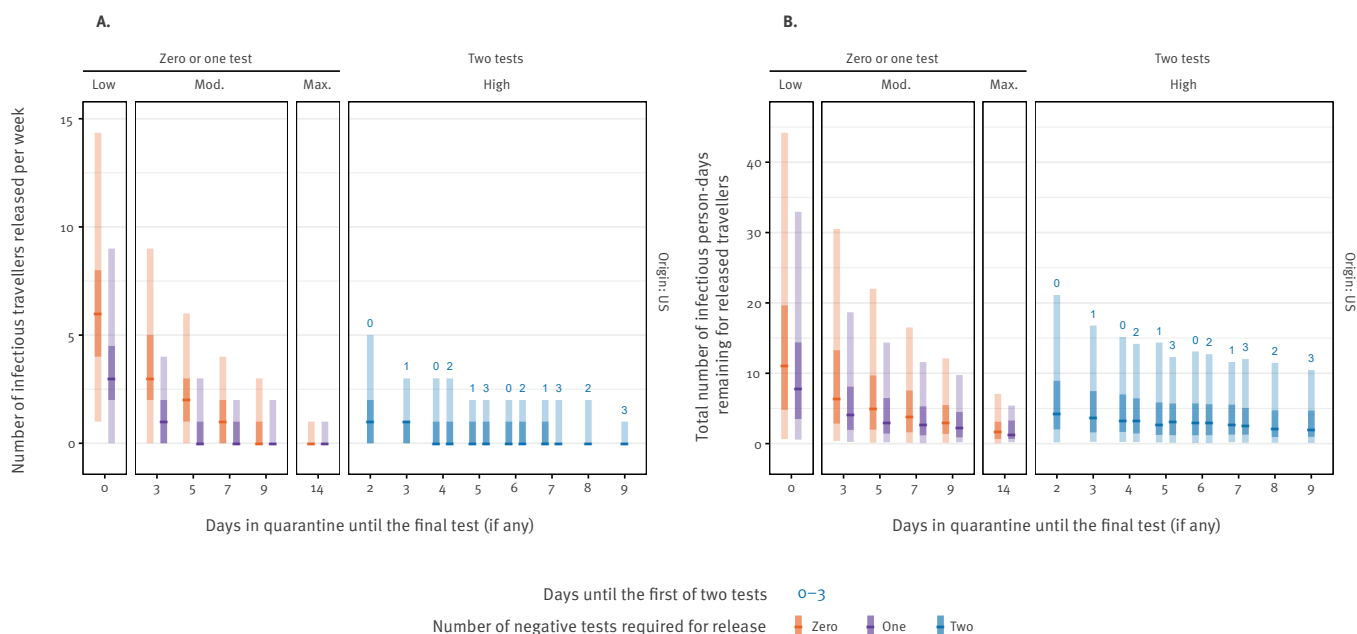 A.
Zero or one test
Two tests
Low
Mod.
Max.
High
Number of infectious travellers released per week
15
10
5
0
0
1
0
2
1
3
0
2
1
3
2
3
Origin: US
0
3
5
7
9
14
2
3
4
5
6
7
8
9
Days in quarantine until the final test (if any)
B.
Zero or one test
Two tests
Low
Mod.
Max.
High
Total number of infectious person-days
remaining for released travellers
40
30
20
10
0
0
1
0
2
1
3
0
2
1
3
2
3
Origin: US
0
3
5
7
9
14
2
3
4
5
6
7
8
9
Days in quarantine until the final test (if any)
Days until the first of two tests 0–3
Number of negative tests required for release Zero One Two